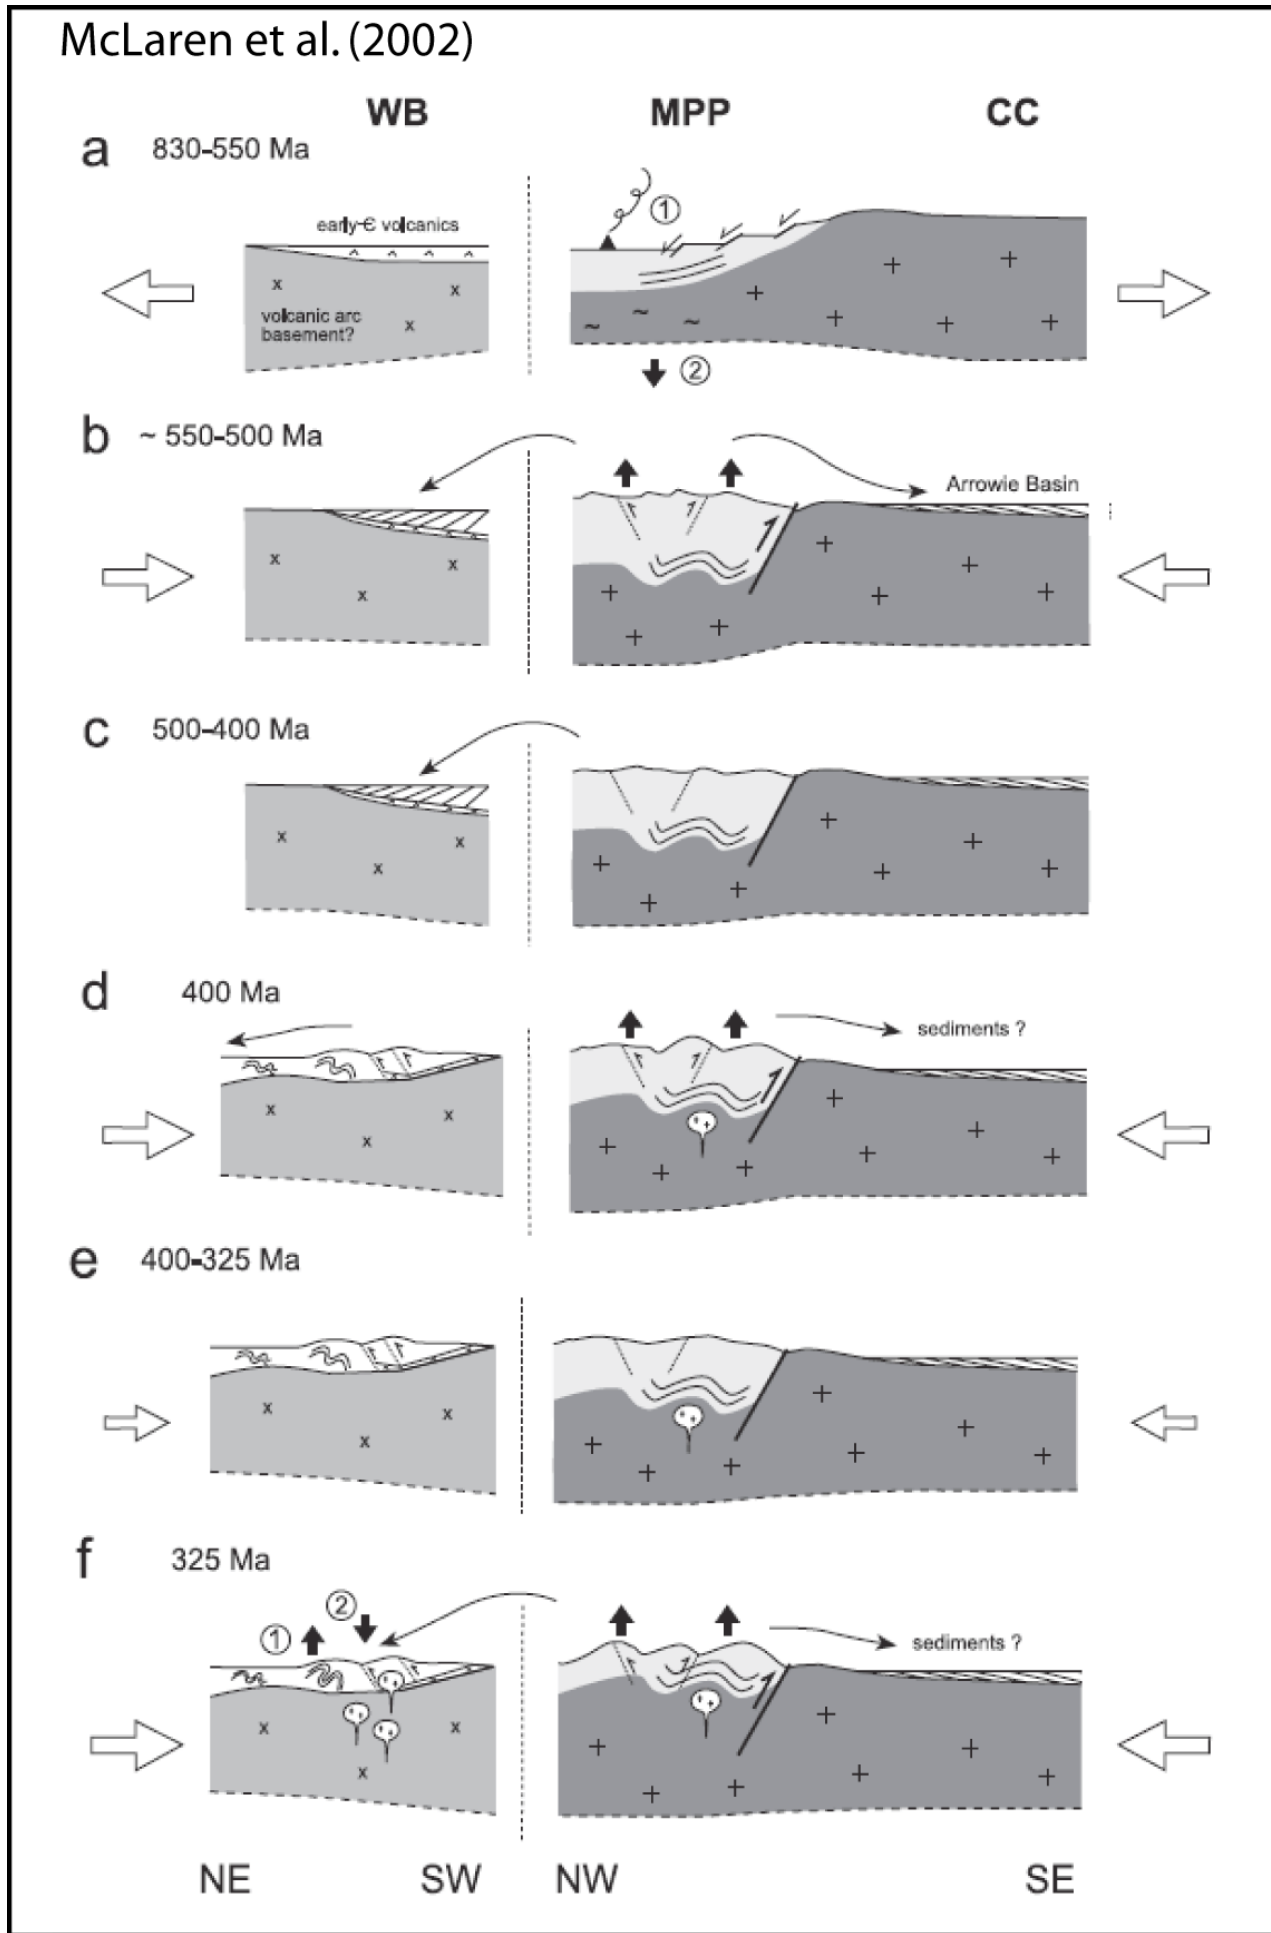 McLaren et al. (2002)
WB MPP CC
a 830-550 Ma
early-Є volcanics
1
volcanic arc
basement?
2
b ~ 550-500 Ma
Arrowie Basin
c 500-400 Ma
d 400 Ma
sediments ?
e 400-325 Ma
f 325 Ma
2
1
sediments ?
NE SW NW SE